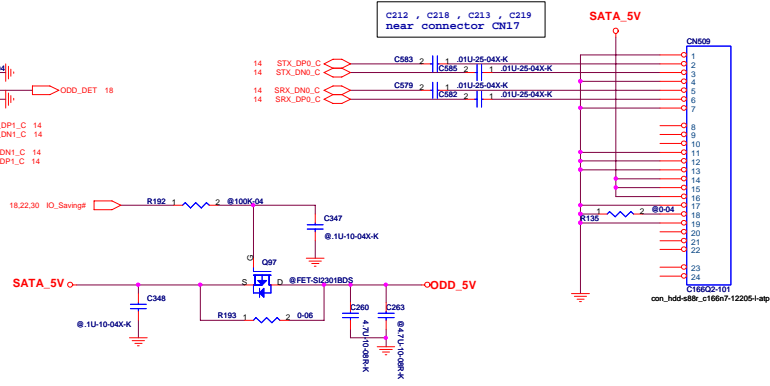 C212 , C218 , C213 , C219
near connector CN17
SATA_5V
CN509
14 STX_DP0_C C583 2 1 .01U-25-04X-K
14 STX_DN0_C C585 2 1 .01U-25-04X-K
14 SRX_DN0_C C579 2 1 .01U-25-04X-K
14 SRX_DP0_C C582 2 1 .01U-25-04X-K
ODD_DET 18
_DP1_C 14
_DN1_C 14
_DN1_C 14
_DP1_C 14
1
2
3
4
5
6
7
8
9
10
11
12
13
14
15
16
17
18
19
20
21
22
23
24
R135 1 2 @0-04
C166Q2-101
con_hdd-s88r_c166n7-12205-l-atp
18,22,30 IO_Saving# R192 1 2 @100K-04
C347
@.1U-10-04X-K
G
Q97
S D @FET-SI2301BDS
SATA_5V
ODD_5V
C348
@.1U-10-04X-K
R193 1 2 0-06
C260
4.7U-10-08R-K
C263
@4.7U-10-08R-K